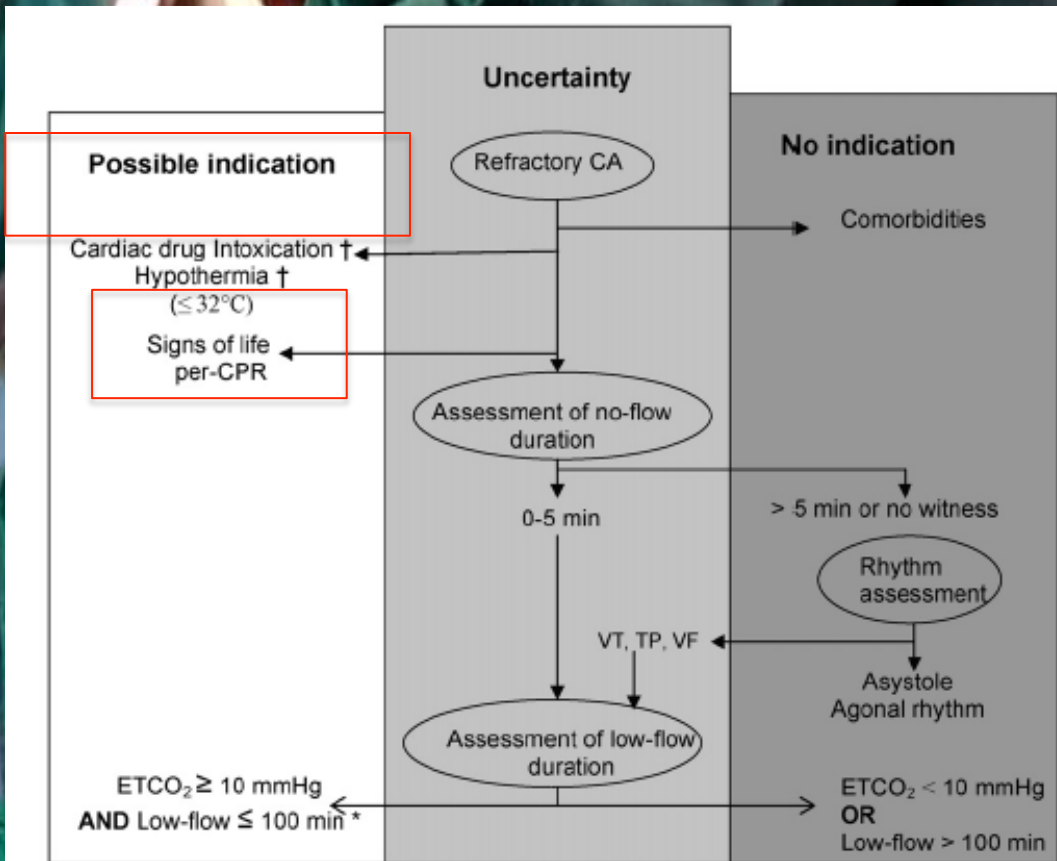 Uncertainty
Possible indication
Refractory CA
No indication
Comorbidities
Cardiac drug Intoxication †
Hypothermia †
(≤ 32°C)
Signs of life
per-CPR
Assessment of no-flow
duration
0-5 min
> 5 min or no witness
Rhythm
assessment
VT, TP, VF
Asystole
Agonal rhythm
Assessment of low-flow
duration
ETCO₂ ≥ 10 mmHg
AND Low-flow ≤ 100 min *
ETCO₂ < 10 mmHg
OR
Low-flow > 100 min